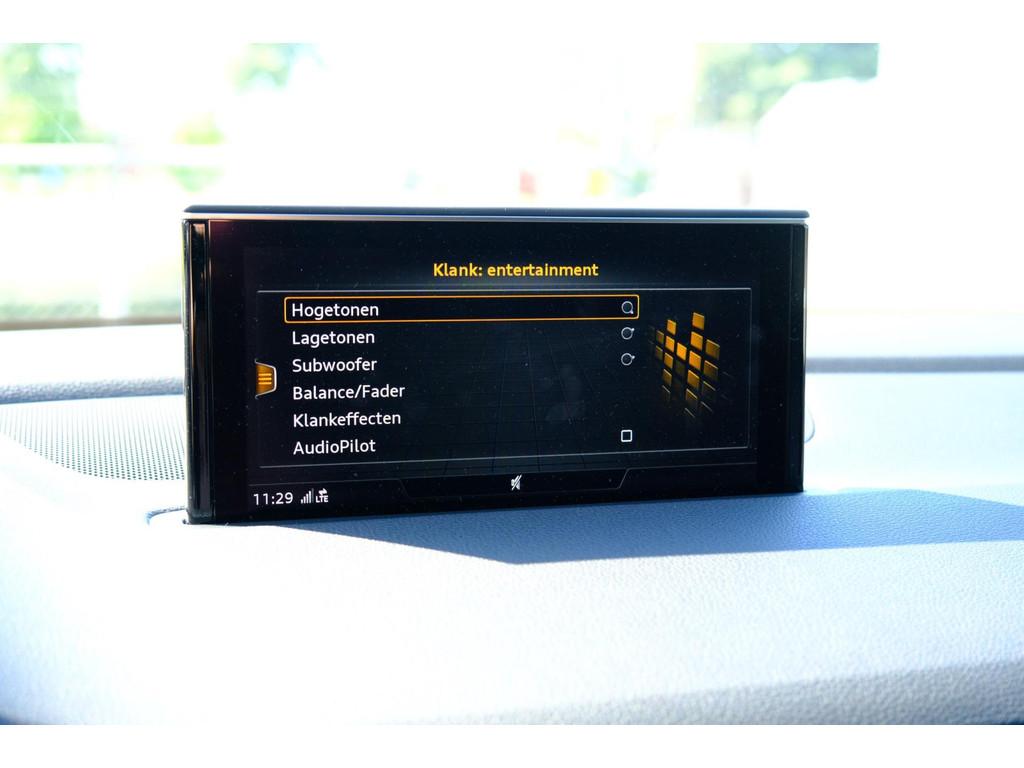 Klank: entertainment
Hogetonen
Lagetonen
Subwoofer
Balance/Fader
Klankeffecten
AudioPilot
11:29 LTE